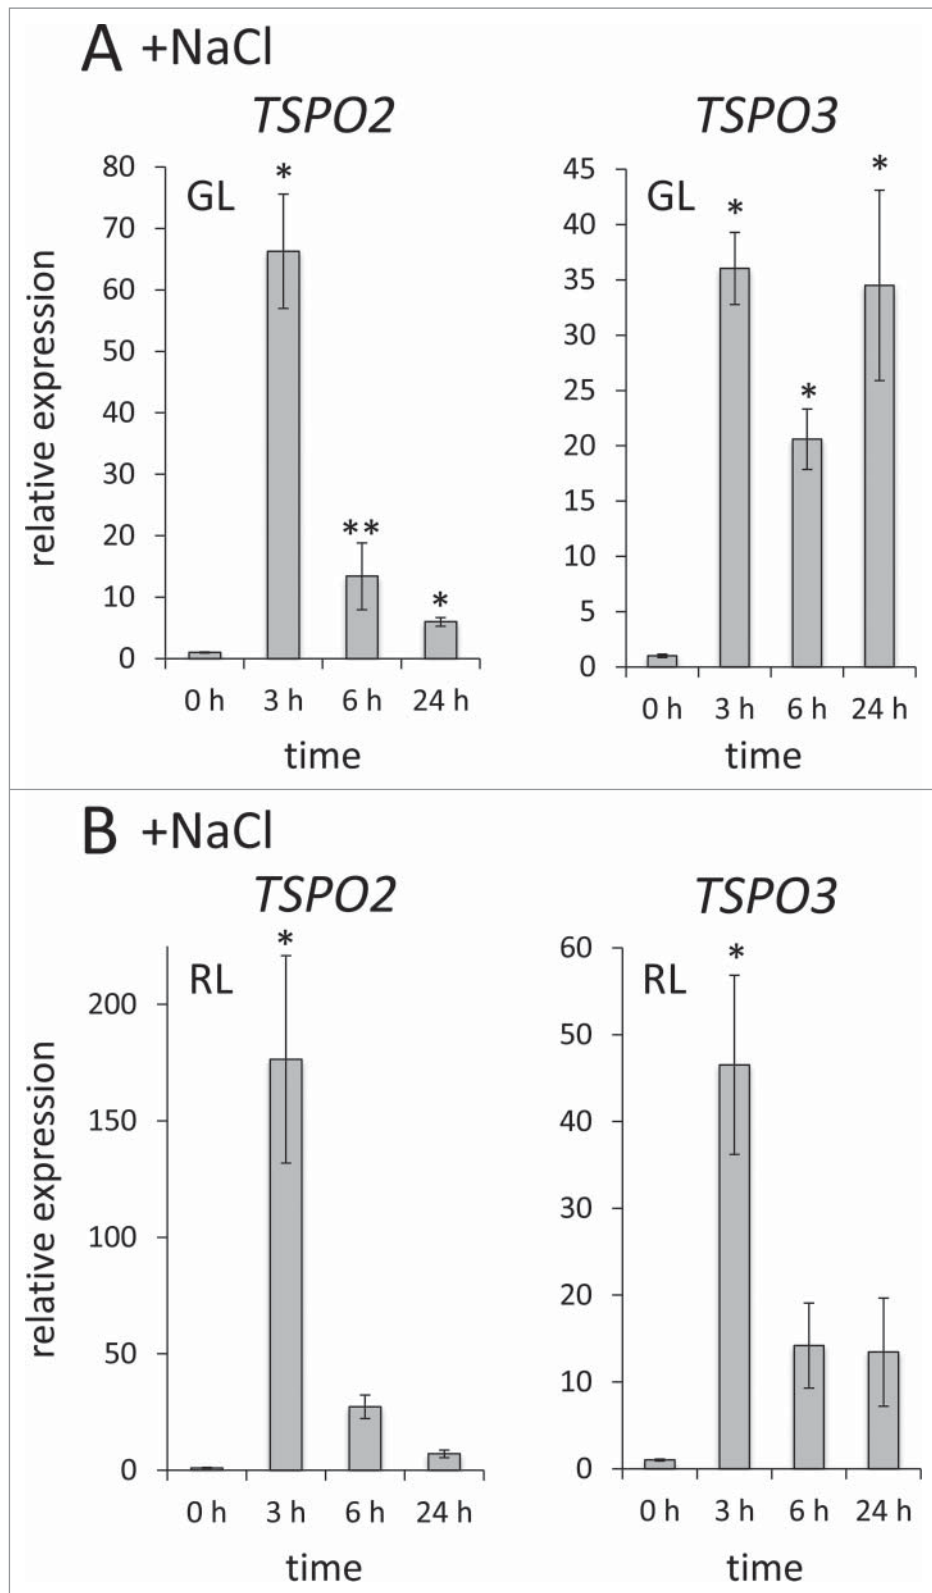 A +NaCl
TSPO2
TSPO3
GL
80
70
60
50
40
30
20
10
0
*
**
*
relative expression
0 h 3 h 6 h 24 h
time
GL
45
40
35
30
25
20
15
10
5
0
*
*
*
0 h 3 h 6 h 24 h
time
B +NaCl
TSPO2
TSPO3
RL
200
150
100
50
0
*
relative expression
0 h 3 h 6 h 24 h
time
RL
60
50
40
30
20
10
0
*
0 h 3 h 6 h 24 h
time